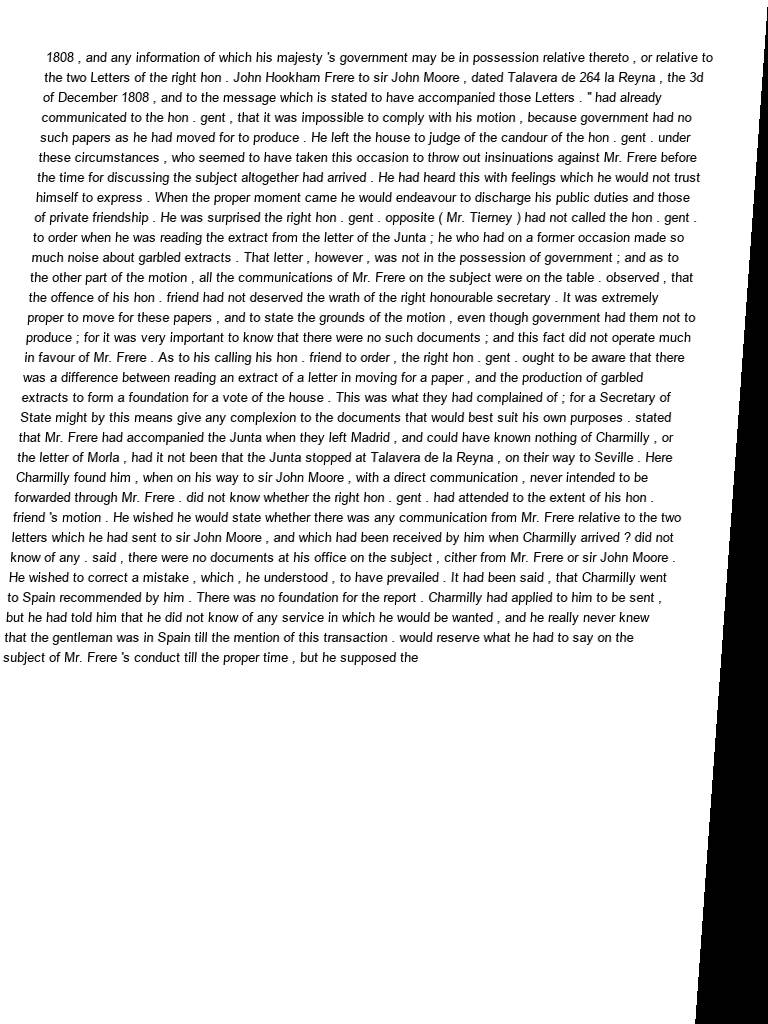 1808 , and any information of which his majesty 's government may be in possession relative thereto , or relative to
the two Letters of the right hon . John Hookham Frere to sir John Moore , dated Talavera de 264 la Reyna , the 3d
of December 1808 , and to the message which is stated to have accompanied those Letters . " had already
communicated to the hon . gent , that it was impossible to comply with his motion , because government had no
such papers as he had moved for to produce . He left the house to judge of the candour of the hon . gent . under
these circumstances , who seemed to have taken this occasion to throw out insinuations against Mr. Frere before
the time for discussing the subject altogether had arrived . He had heard this with feelings which he would not trust
himself to express . When the proper moment came he would endeavour to discharge his public duties and those
of private friendship . He was surprised the right hon . gent . opposite ( Mr. Tierney ) had not called the hon . gent .
to order when he was reading the extract from the letter of the Junta ; he who had on a former occasion made so
much noise about garbled extracts . That letter , however , was not in the possession of government ; and as to
the other part of the motion , all the communications of Mr. Frere on the subject were on the table . observed , that
the offence of his hon . friend had not deserved the wrath of the right honourable secretary . It was extremely
proper to move for these papers , and to state the grounds of the motion , even though government had them not to
produce ; for it was very important to know that there were no such documents ; and this fact did not operate much
in favour of Mr. Frere . As to his calling his hon . friend to order , the right hon . gent . ought to be aware that there
was a difference between reading an extract of a letter in moving for a paper , and the production of garbled
extracts to form a foundation for a vote of the house . This was what they had complained of ; for a Secretary of
State might by this means give any complexion to the documents that would best suit his own purposes . stated
that Mr. Frere had accompanied the Junta when they left Madrid , and could have known nothing of Charmilly , or
the letter of Morla , had it not been that the Junta stopped at Talavera de la Reyna , on their way to Seville . Here
Charmilly found him , when on his way to sir John Moore , with a direct communication , never intended to be
forwarded through Mr. Frere . did not know whether the right hon . gent . had attended to the extent of his hon .
friend 's motion . He wished he would state whether there was any communication from Mr. Frere relative to the two
letters which he had sent to sir John Moore , and which had been received by him when Charmilly arrived ? did not
know of any . said , there were no documents at his office on the subject , cither from Mr. Frere or sir John Moore .
He wished to correct a mistake , which , he understood , to have prevailed . It had been said , that Charmilly went
to Spain recommended by him . There was no foundation for the report . Charmilly had applied to him to be sent ,
but he had told him that he did not know of any service in which he would be wanted , and he really never knew
that the gentleman was in Spain till the mention of this transaction . would reserve what he had to say on the
subject of Mr. Frere 's conduct till the proper time , but he supposed the